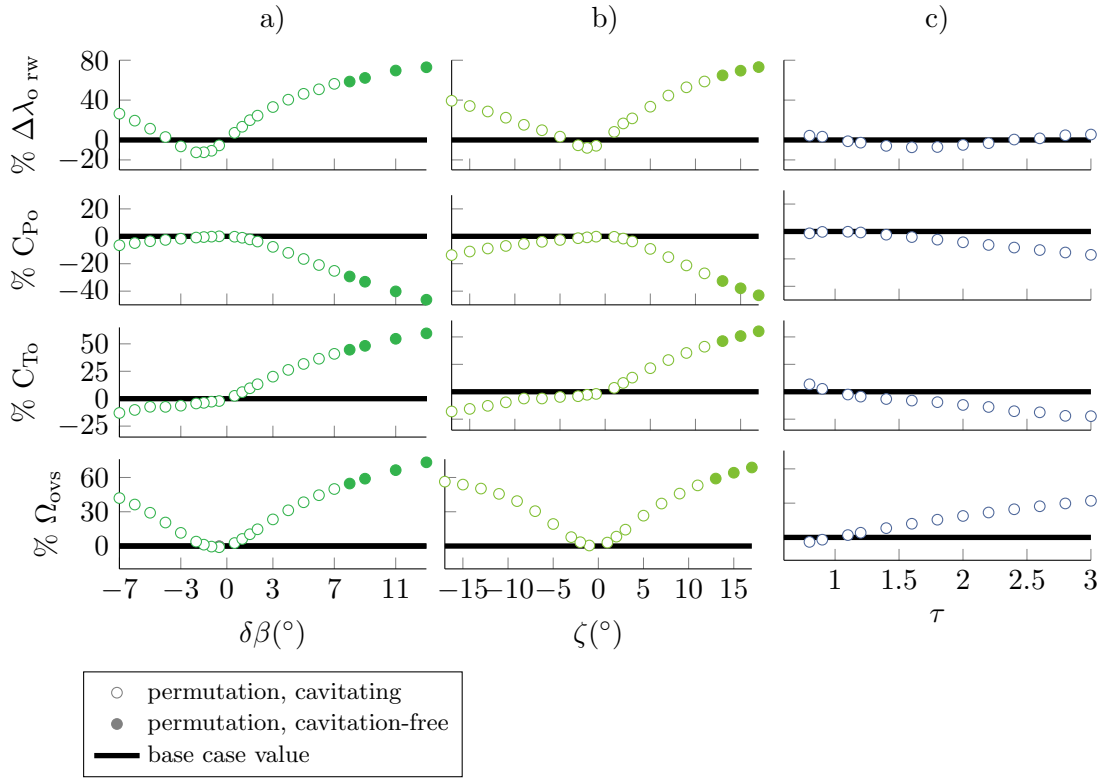 a) b) c)
% Δλo rw
80
40
0
−20
% CPo
20
0
−20
−40
% CTo
50
25
0
−25
% Ωovs
60
30
0
−7 −3 0 7 11
−15 −10 −5 0 5 10 15
1 1.5 2 2.5 3
δβ(°) ζ(°) τ
permutation, cavitating
permutation, cavitation-free
base case value